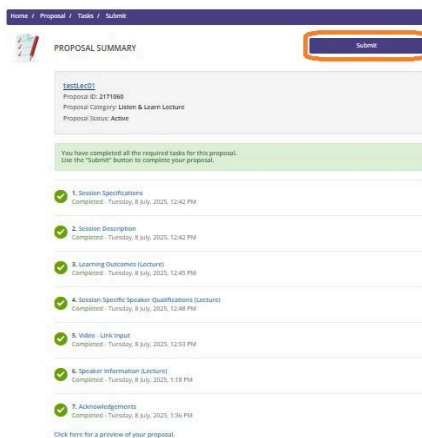 Home / Proposal / Tasks / Submit
PROPOSAL SUMMARY
Submit
testLec01
Proposal ID: 2171060
Proposal Category: Listen & Learn Lecture
Proposal Status: Active
You have completed all the required tasks for this proposal.
Use the "Submit" button to complete your proposal.
1. Session Specifications
Completed - Tuesday, 8 July, 2025, 12:42 PM
2. Session Description
Completed - Tuesday, 8 July, 2025, 12:42 PM
3. Learning Outcomes (Lecture)
Completed - Tuesday, 8 July, 2025, 12:45 PM
4. Session-Specific Speaker Qualifications (Lecture)
Completed - Tuesday, 8 July, 2025, 12:48 PM
5. Video - Link Input
Completed - Tuesday, 8 July, 2025, 12:53 PM
6. Speaker Information (Lecture)
Completed - Tuesday, 8 July, 2025, 1:18 PM
7. Acknowledgements
Completed - Tuesday, 8 July, 2025, 1:36 PM
Click here for a preview of your proposal.